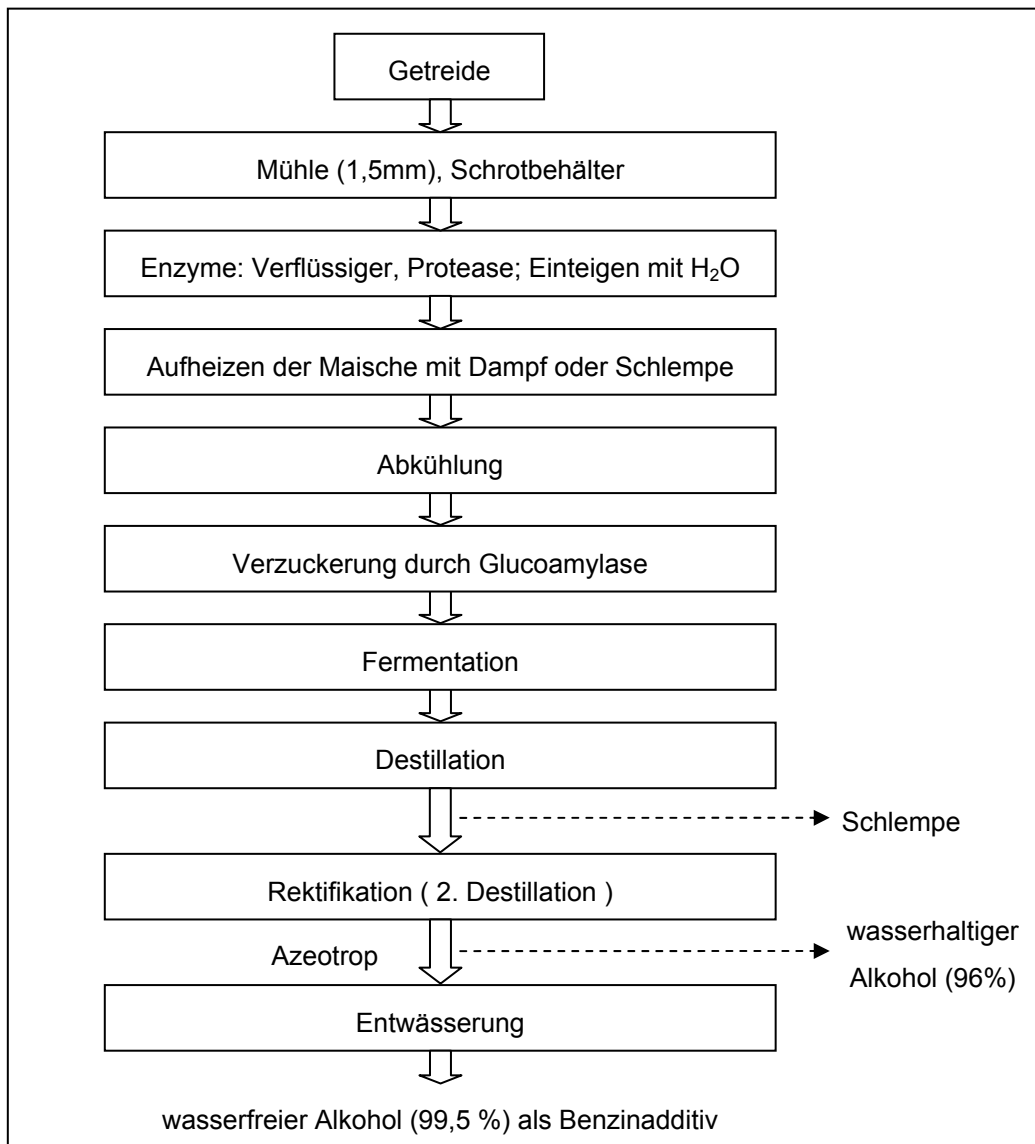 Getreide
Mühle (1,5mm), Schrotbehälter
Enzyme: Verflüssiger, Protease; Einteigen mit H₂O
Aufheizen der Maische mit Dampf oder Schlempe
Abkühlung
Verzuckerung durch Glucoamylase
Fermentation
Destillation
Schlempe
Rektifikation ( 2. Destillation )
Azeotrop
wasserhaltiger
Alkohol (96%)
Entwässerung
wasserfreier Alkohol (99,5 %) als Benzinadditiv